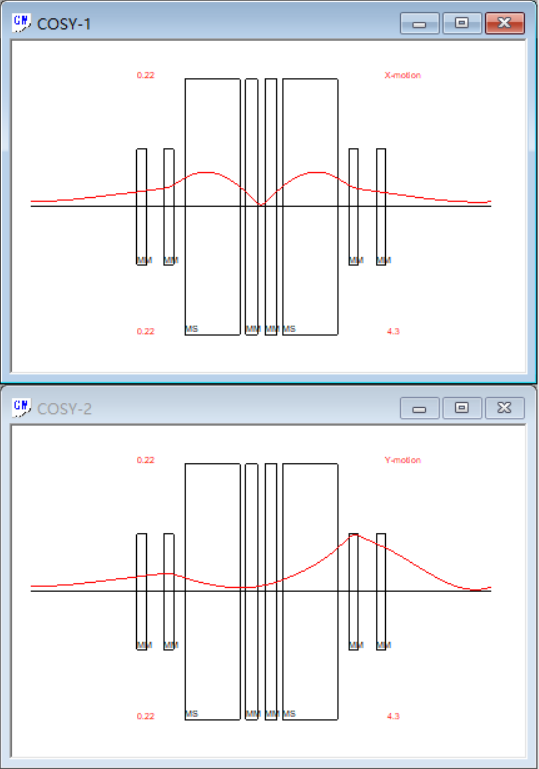 COSY-1
0.22 X-motion
MM MM MM MM
MS MM MM MS
0.22 4.3
COSY-2
0.22 Y-motion
MM MM MM MM
MS MM MM MS
0.22 4.3